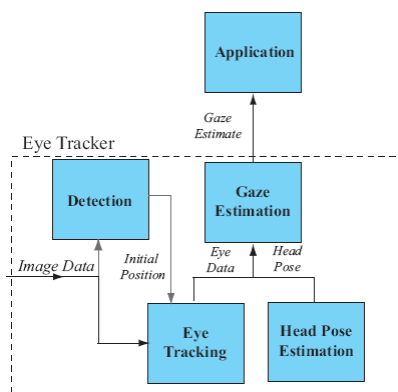 Application
Gaze
Estimate
Eye Tracker
Detection
Gaze
Estimation
Image Data
Initial
Position
Eye
Data
Head
Pose
Eye
Tracking
Head Pose
Estimation